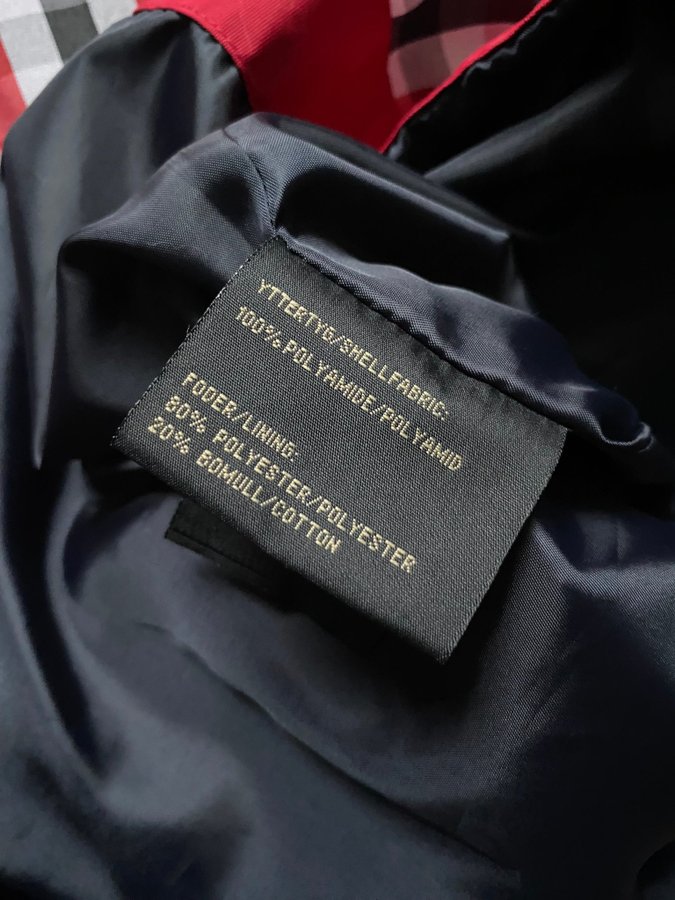 YTTERTYG/SHELLFABRIC:
100% POLYAMIDE/POLYAMID
FODER/LINING:
80% POLYESTER/POLYESTER
20% BOMULL/COTTON